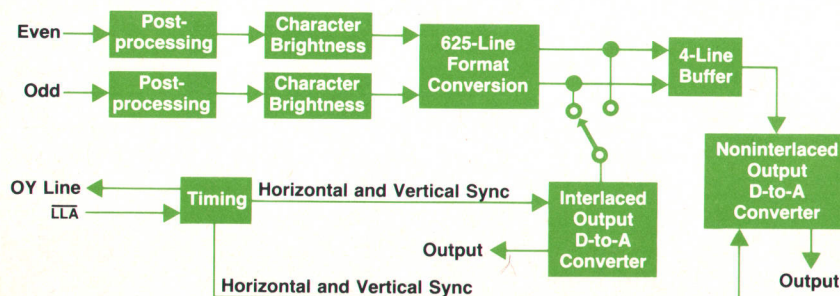 Even
Post-
processing
Character
Brightness
625-Line
Format
Conversion
4-Line
Buffer
Odd
Post-
processing
Character
Brightness
Noninterlaced
Output
D-to-A
Converter
OY Line
LLA
Timing
Horizontal and Vertical Sync
Interlaced
Output
D-to-A
Converter
Output
Output
Horizontal and Vertical Sync